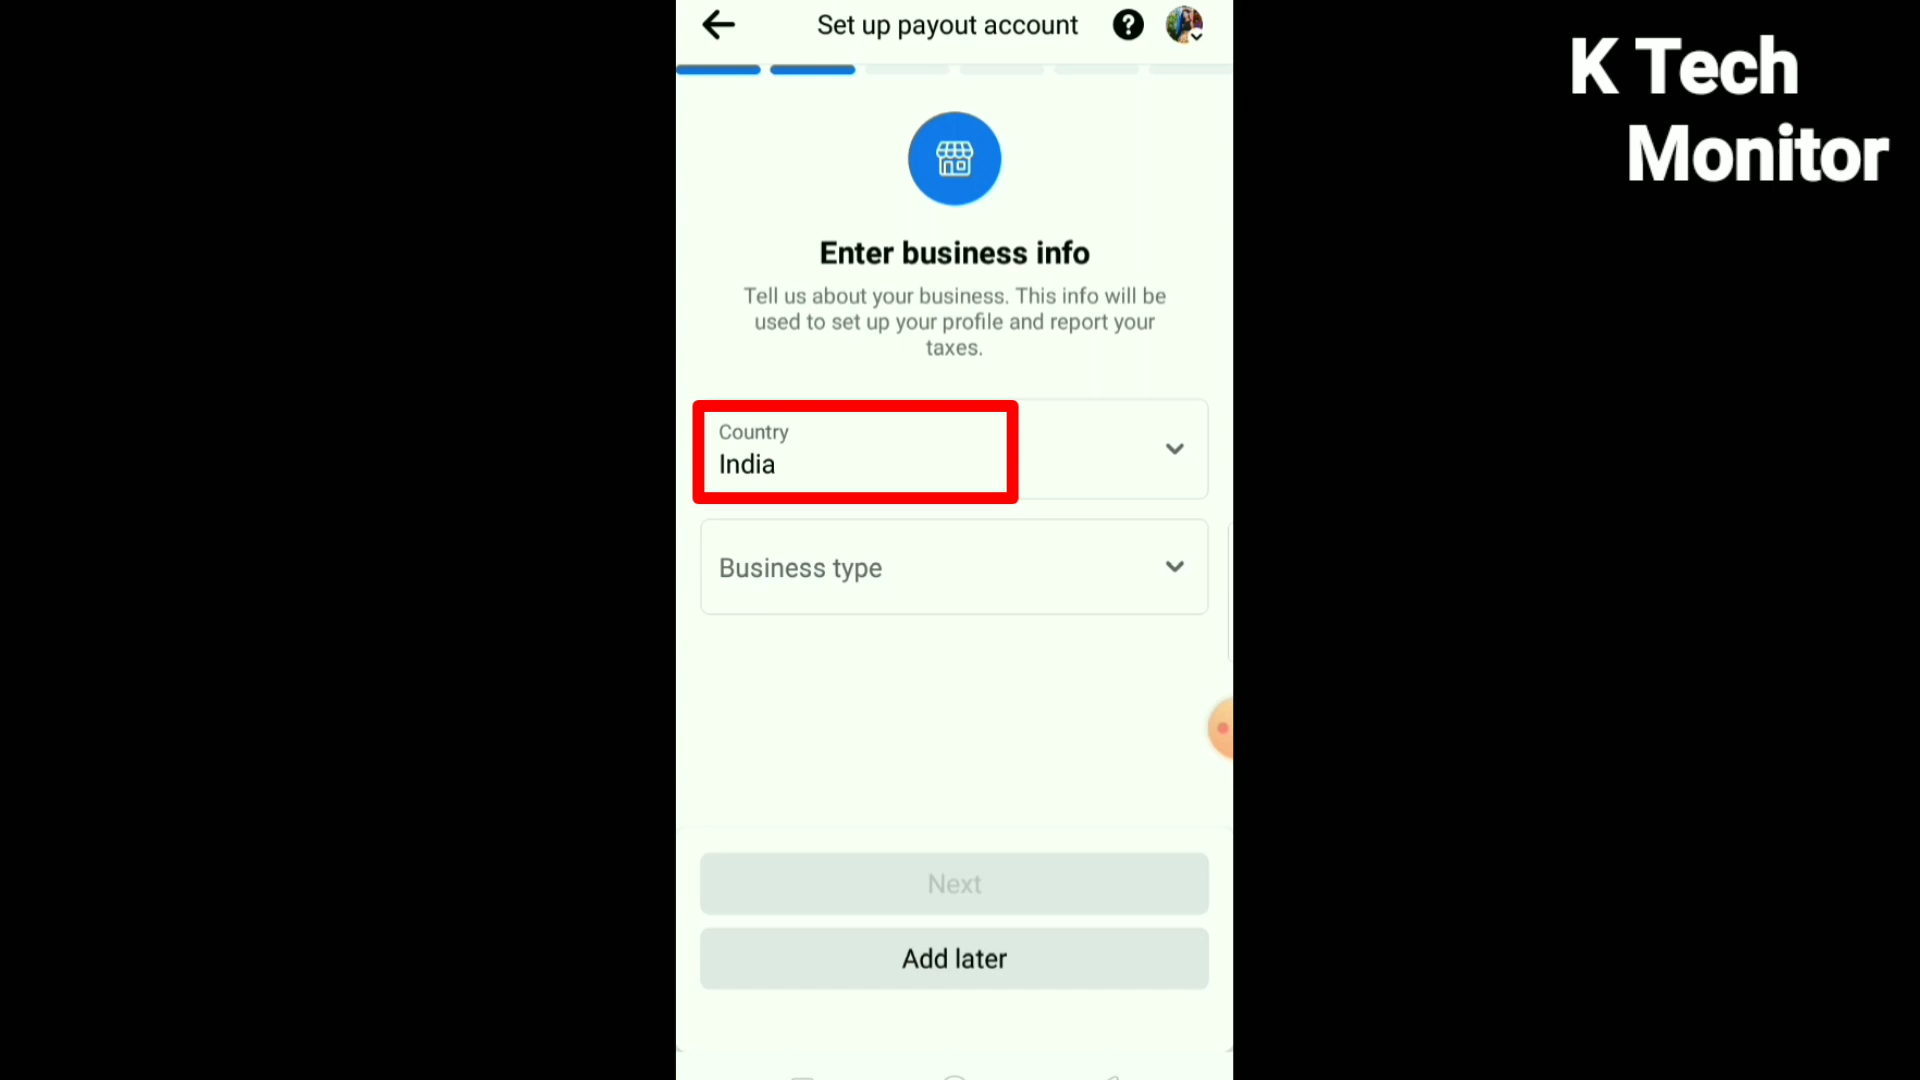 Set up payout account
K Tech
Monitor
Enter business info
Tell us about your business. This info will be
used to set up your profile and report your
taxes.
Country
India
Business type
Next
Add later